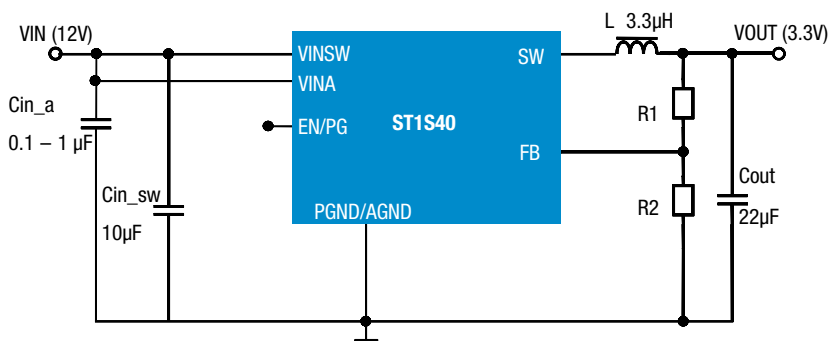 VIN (12V)
VINSW
VINA
EN/PG
ST1S40
SW
FB
PGND/AGND
L 3.3µH
VOUT (3.3V)
Cin_a
0.1 – 1 µF
Cin_sw
10µF
R1
R2
Cout
22µF